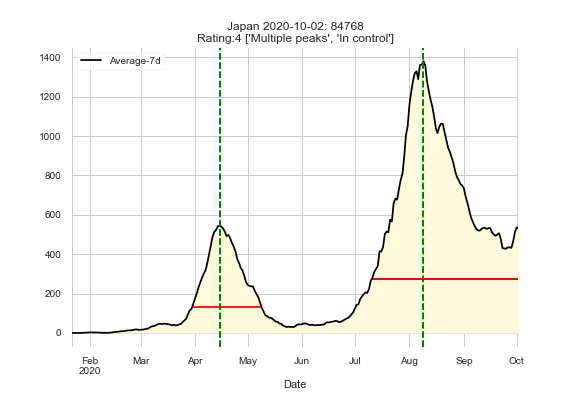 Japan 2020-10-02: 84768
Rating:4 ['Multiple peaks', 'In control']
Average-7d
1400
1200
1000
800
600
400
200
0
Feb Mar Apr May Jun Jul Aug Sep Oct
2020
Date